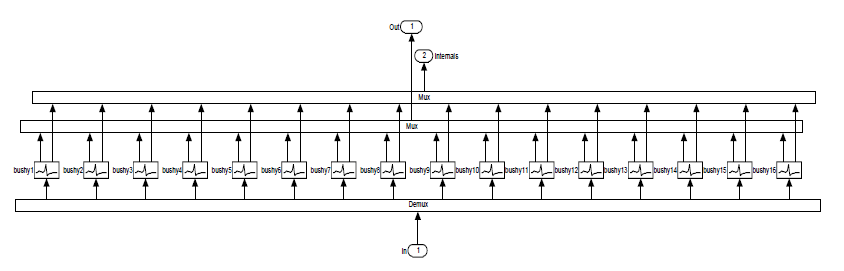 Out 1
2 Internals
Mux
Mux
bushy1 bushy2 bushy3 bushy4 bushy5 bushy6 bushy7 bushy8 bushy9 bushy10 bushy11 bushy12 bushy13 bushy14 bushy15 bushy16
Demux
In 1